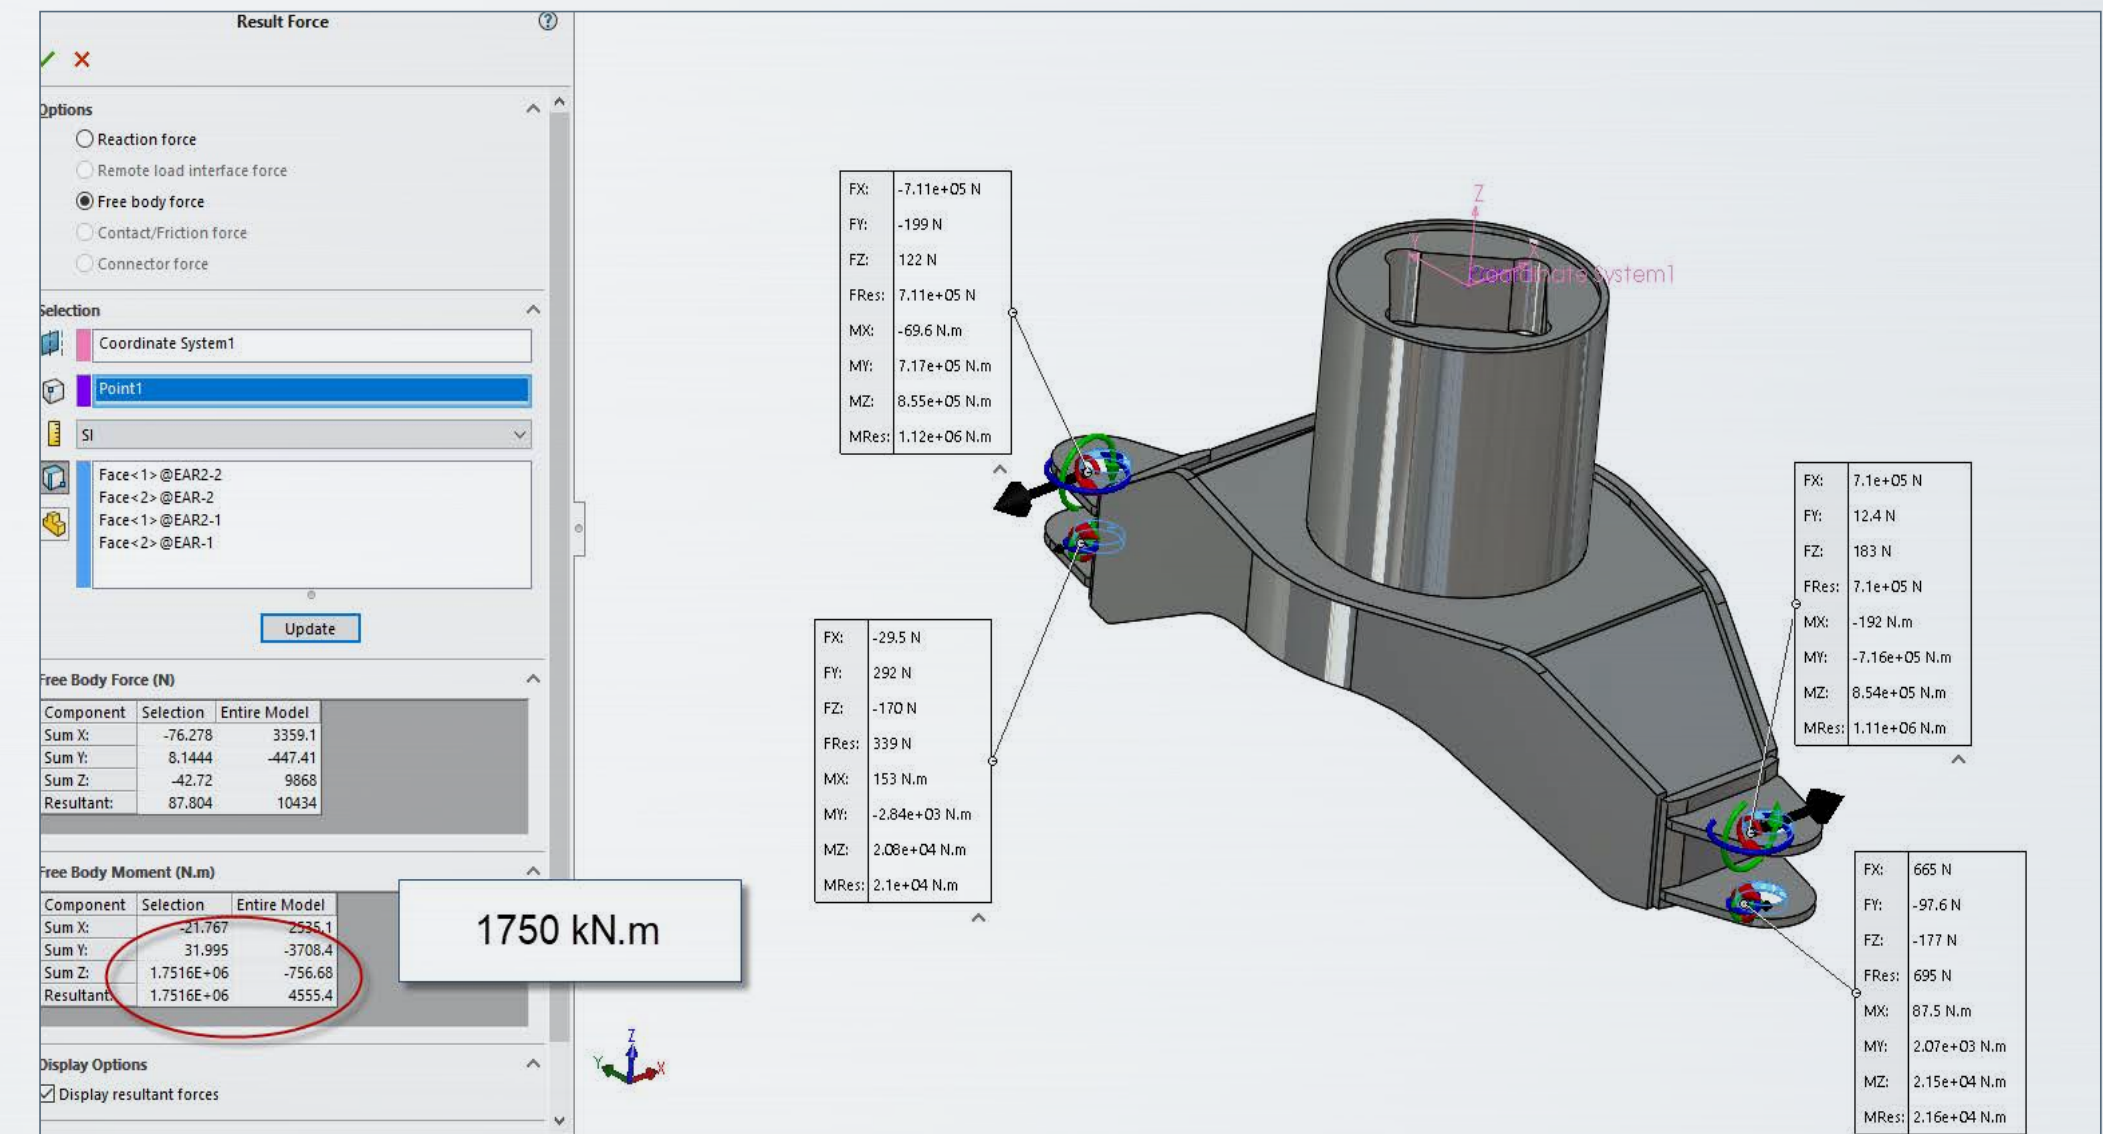 Result Force
?
Options
Reaction force
Remote load interface force
Free body force
Contact/Friction force
Connector force
Selection
Coordinate System1
Point1
SI
Face<1>@EAR2-2
Face<2>@EAR-2
Face<1>@EAR2-1
Face<2>@EAR-1
Update
Free Body Force (N)
Component Selection Entire Model
Sum X: -76.278 3359.1
Sum Y: 8.1444 -447.41
Sum Z: -42.72 9868
Resultant: 87.804 10434
Free Body Moment (N.m)
Component Selection Entire Model
Sum X: -21.767 2535.1
Sum Y: 31.995 -3708.4
Sum Z: 1.7516E+06 -756.68
Resultant: 1.7516E+06 4555.4
Display Options
Display resultant forces
1750 kN.m
FX: -7.11e+05 N
FY: -199 N
FZ: 122 N
FRes: 7.11e+05 N
MX: -69.6 N.m
MY: 7.17e+05 N.m
MZ: 8.55e+05 N.m
MRes: 1.12e+06 N.m
FX: -29.5 N
FY: 292 N
FZ: -170 N
FRes: 339 N
MX: 153 N.m
MY: -2.84e+03 N.m
MZ: 2.08e+04 N.m
MRes: 2.1e+04 N.m
Z
Y
X
Coordinate System1
FX: 7.1e+05 N
FY: 12.4 N
FZ: 183 N
FRes: 7.1e+05 N
MX: -192 N.m
MY: -7.16e+05 N.m
MZ: 8.54e+05 N.m
MRes: 1.11e+06 N.m
FX: 665 N
FY: -97.6 N
FZ: -177 N
FRes: 695 N
MX: 87.5 N.m
MY: 2.07e+03 N.m
MZ: 2.15e+04 N.m
MRes: 2.16e+04 N.m
Z
Y
X